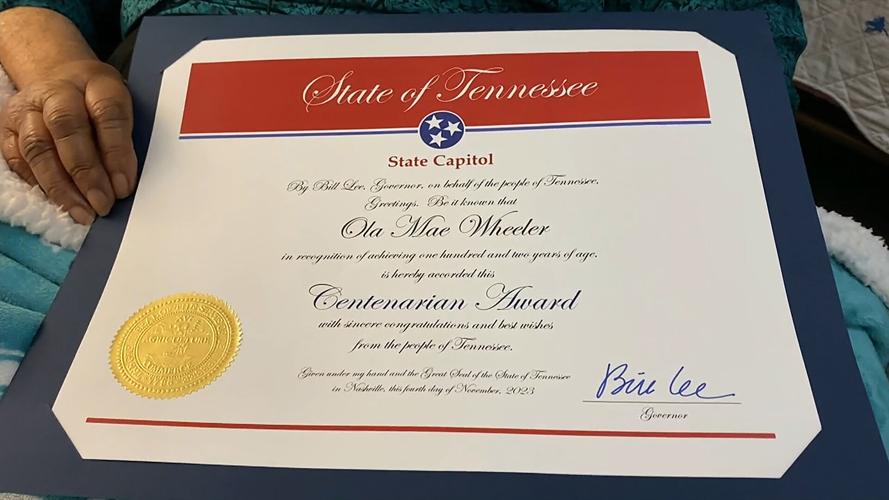 State of Tennessee
State Capitol
By Bill Lee, Governor, on behalf of the people of Tennessee,
Greetings. Be it known that
Ola Mae Wheeler
in recognition of achieving one hundred and two years of age,
is hereby accorded this
Centenarian Award
with sincere congratulations and best wishes
from the people of Tennessee.
Given under my hand and the Great Seal of the State of Tennessee
in Nashville, this fourth day of November, 2023
Bill Lee
Governor